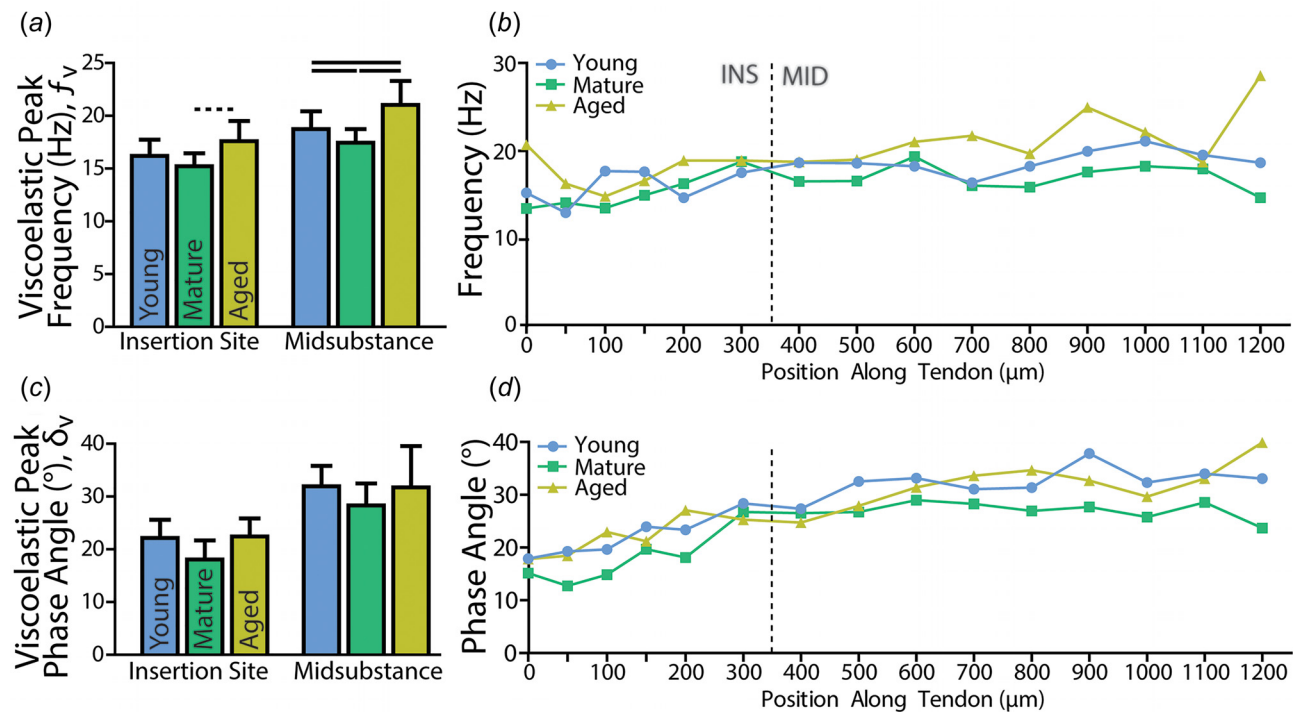 (a)
Viscoelastic Peak
Frequency (Hz), fv
25
20
15
10
5
0
Young
Mature
Aged
Insertion Site
Midsubstance
(b)
Frequency (Hz)
30
20
10
0
Young
Mature
Aged
INS
MID
0 100 200 300 400 500 600 700 800 900 1000 1100 1200
Position Along Tendon (µm)
(c)
Viscoelastic Peak
Phase Angle (°), δv
40
30
20
10
0
Young
Mature
Aged
Insertion Site
Midsubstance
(d)
Phase Angle (°)
40
30
20
10
0
Young
Mature
Aged
0 100 200 300 400 500 600 700 800 900 1000 1100 1200
Position Along Tendon (µm)